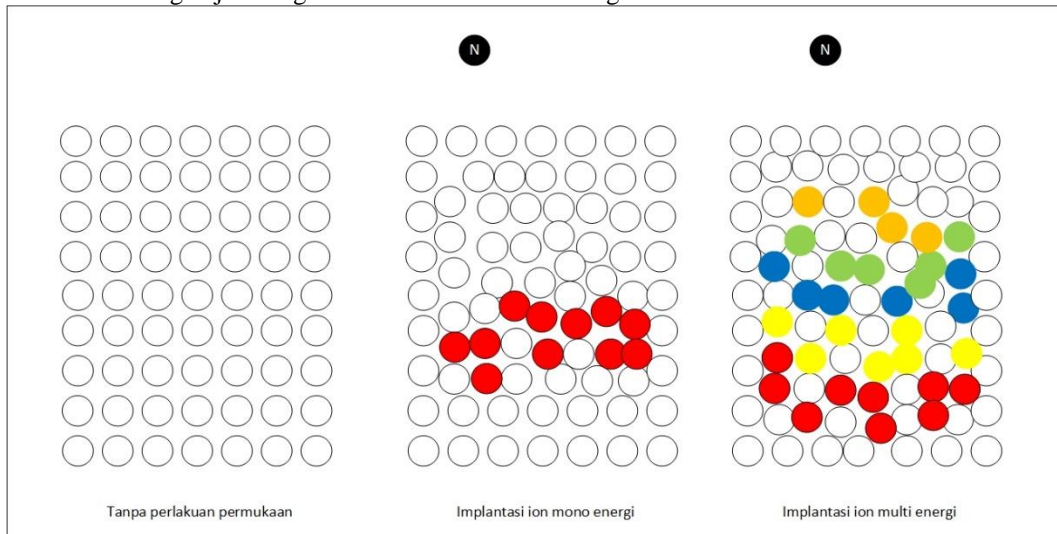 N
N
Tanpa perlakuan permukaan
Implantasi ion mono energi
Implantasi ion multi energi